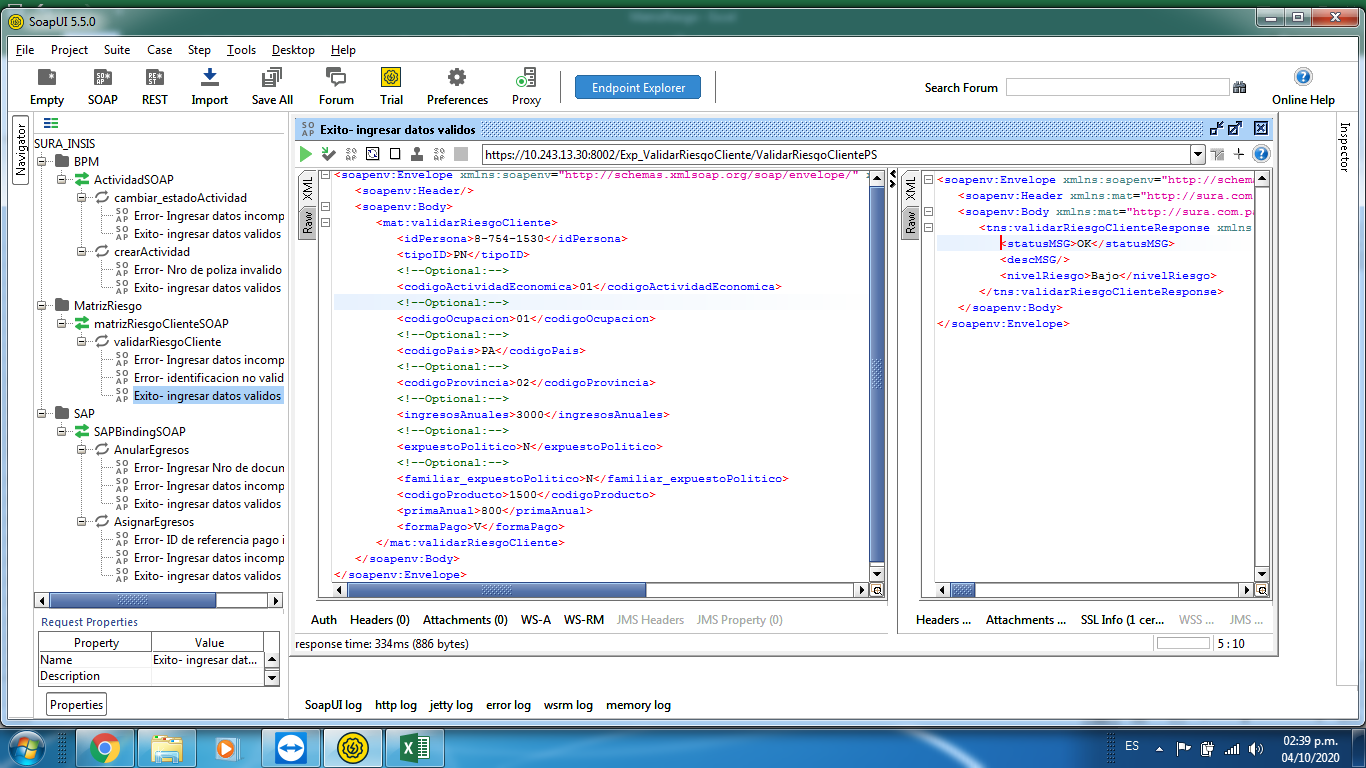 SoapUI 5.5.0
File Project Suite Case Step Tools Desktop Help
Empty SOAP REST Import Save All Forum Trial Preferences Proxy
Endpoint Explorer
Search Forum
Online Help
Navigator
SURA_INSIS
BPM
ActividadSOAP
cambiar_estadoActividad
Error- Ingresar datos incomp
Exito- ingresar datos validos
crearActividad
Error- Nro de poliza invalido
Exito- ingresar datos validos
MatrizRiesgo
matrizRiesgoClienteSOAP
validarRiesgoCliente
Error- Ingresar datos incomp
Error- identificacion no valid
Exito- ingresar datos validos
SAP
SAPBindingSOAP
AnularEgresos
Error- Ingresar Nro de docun
Error- Ingresar datos incomp
Exito- ingresar datos validos
AsignarEgresos
Error- ID de referencia pago i
Error- Ingresar datos incomp
Exito- ingresar datos validos
Request Properties
Property Value
Name Exito- ingresar dat...
Description
Properties
Exito- ingresar datos validos
https://10.243.13.30:8002/Exp_ValidarRiesgoCliente/ValidarRiesgoClientePS
XML
Raw
<soapenv:Envelope xmlns:soapenv="http://schemas.xmlsoap.org/soap/envelope/"
<soapenv:Header/>
<soapenv:Body>
<mat:validarRiesgoCliente>
<idPersona>8-754-1530</idPersona>
<tipoID>PN</tipoID>
<!--Optional:-->
<codigoActividadEconomica>01</codigoActividadEconomica>
<!--Optional:-->
<codigoOcupacion>01</codigoOcupacion>
<!--Optional:-->
<codigoPais>PA</codigoPais>
<!--Optional:-->
<codigoProvincia>02</codigoProvincia>
<!--Optional:-->
<ingresosAnuales>3000</ingresosAnuales>
<!--Optional:-->
<expuestoPolitico>N</expuestoPolitico>
<!--Optional:-->
<familiar_expuestoPolitico>N</familiar_expuestoPolitico>
<codigoProducto>1500</codigoProducto>
<primaAnual>800</primaAnual>
<formaPago>V</formaPago>
</mat:validarRiesgoCliente>
</soapenv:Body>
</soapenv:Envelope>
Auth Headers (0) Attachments (0) WS-A WS-RM JMS Headers JMS Property (0)
response time: 334ms (886 bytes)
XML
Raw
<soapenv:Envelope xmlns:soapenv="http://schema
<soapenv:Header xmlns:mat="http://sura.com.
<soapenv:Body xmlns:mat="http://sura.com.pa
<tns:validarRiesgoClienteResponse xmlns
<statusMSG>OK</statusMSG>
<descMSG/>
<nivelRiesgo>Bajo</nivelRiesgo>
</tns:validarRiesgoClienteResponse>
</soapenv:Body>
</soapenv:Envelope>
Headers ... Attachments ... SSL Info (1 cer... WSS ... JMS ...
5 : 10
Inspector
SoapUI log http log jetty log error log wsrm log memory log
ES
02:39 p.m.
04/10/2020